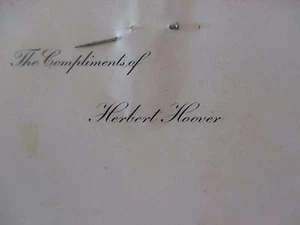 The Compliments of
Herbert Hoover